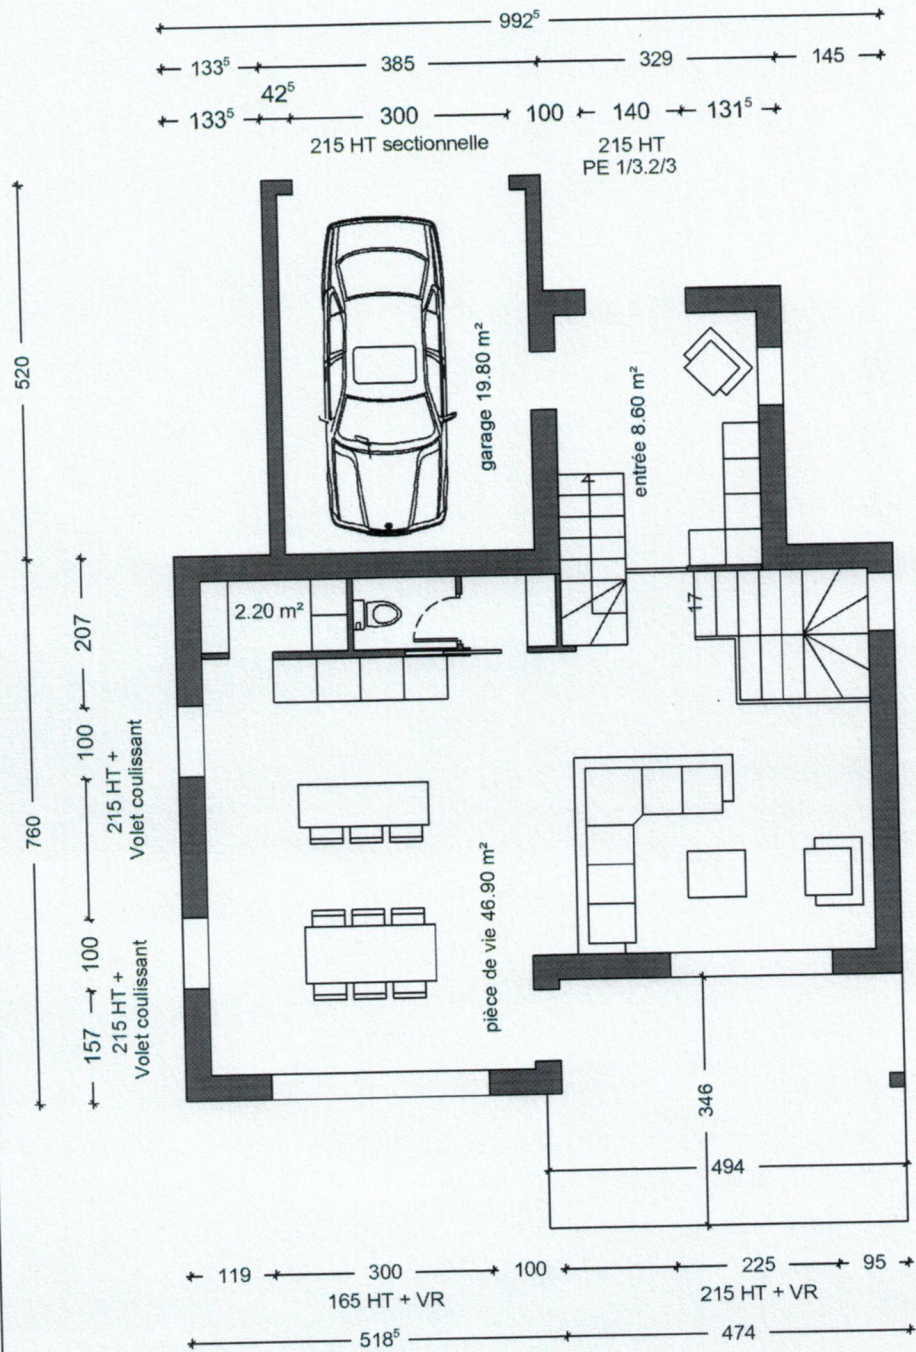 992⁵
133⁵ 385 329 145
42⁵
133⁵ 300 100 140 131⁵
215 HT sectionnelle
215 HT
PE 1/3.2/3
520
garage 19.80 m²
entrée 8.60 m²
2.20 m²
17
760
207
100
215 HT +
Volet coulissant
100
157
215 HT +
Volet coulissant
pièce de vie 46.90 m²
346
494
119 300 100 225 95
165 HT + VR
215 HT + VR
518⁵ 474